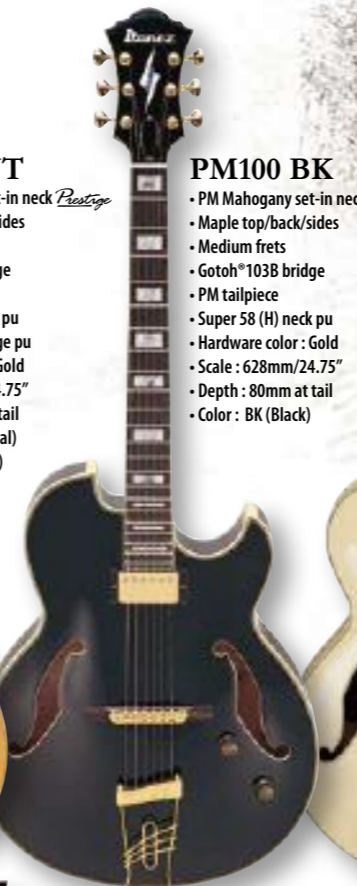 Ibanez
T
t-in neck Prestige
ides
ge
pu
ge pu
Gold
4.75"
tail
al)
)
PM100 BK
• PM Mahogany set-in nec
• Maple top/back/sides
• Medium frets
• Gotoh®103B bridge
• PM tailpiece
• Super 58 (H) neck pu
• Hardware color : Gold
• Scale : 628mm/24.75"
• Depth : 80mm at tail
• Color : BK (Black)